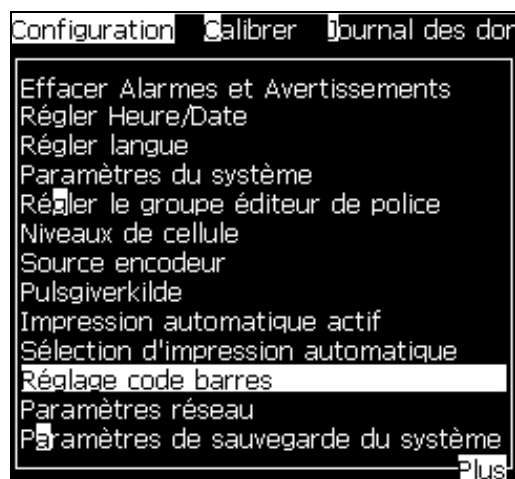 Configuration Calibrer Journal des dor
Effacer Alarmes et Avertissements
Régler Heure/Date
Régler langue
Paramètres du système
Régler le groupe éditeur de police
Niveaux de cellule
Source encodeur
Pulsgiverkilde
Impression automatique actif
Sélection d'impression automatique
Réglage code barres
Paramètres réseau
Paramètres de sauvegarde du système
Plus